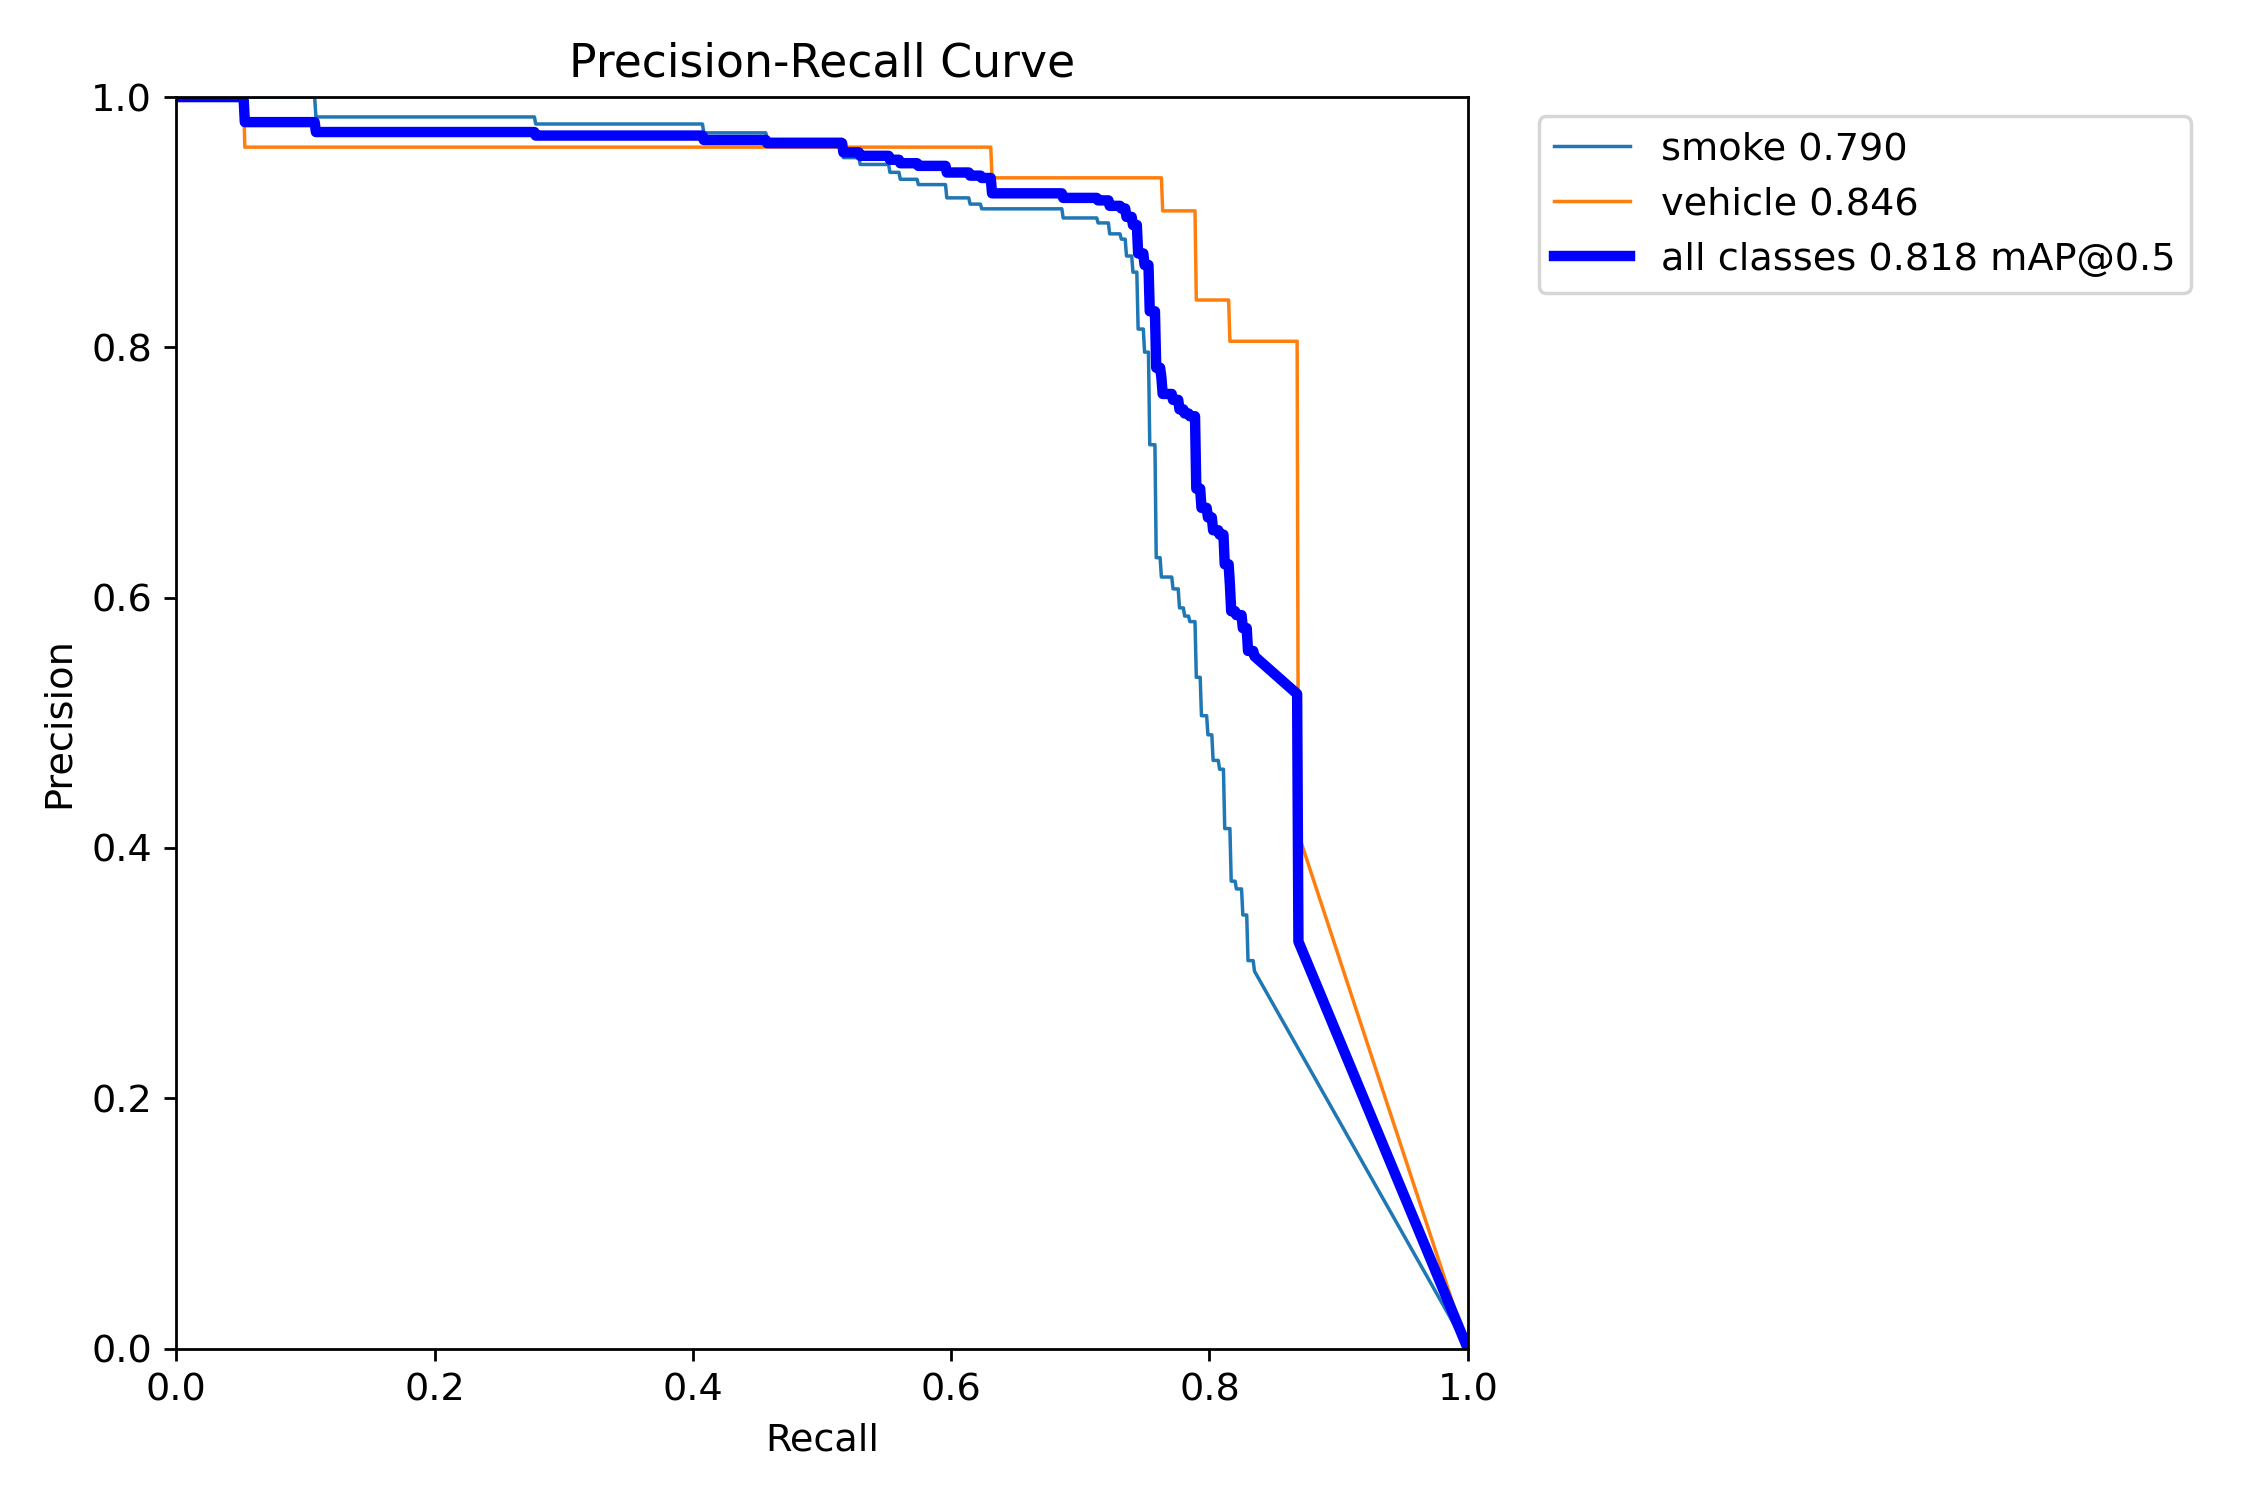 Precision-Recall Curve
1.0
0.8
0.6
0.4
0.2
0.0
Precision
0.0 0.2 0.4 0.6 0.8 1.0
Recall
smoke 0.790
vehicle 0.846
all classes 0.818 mAP@0.5